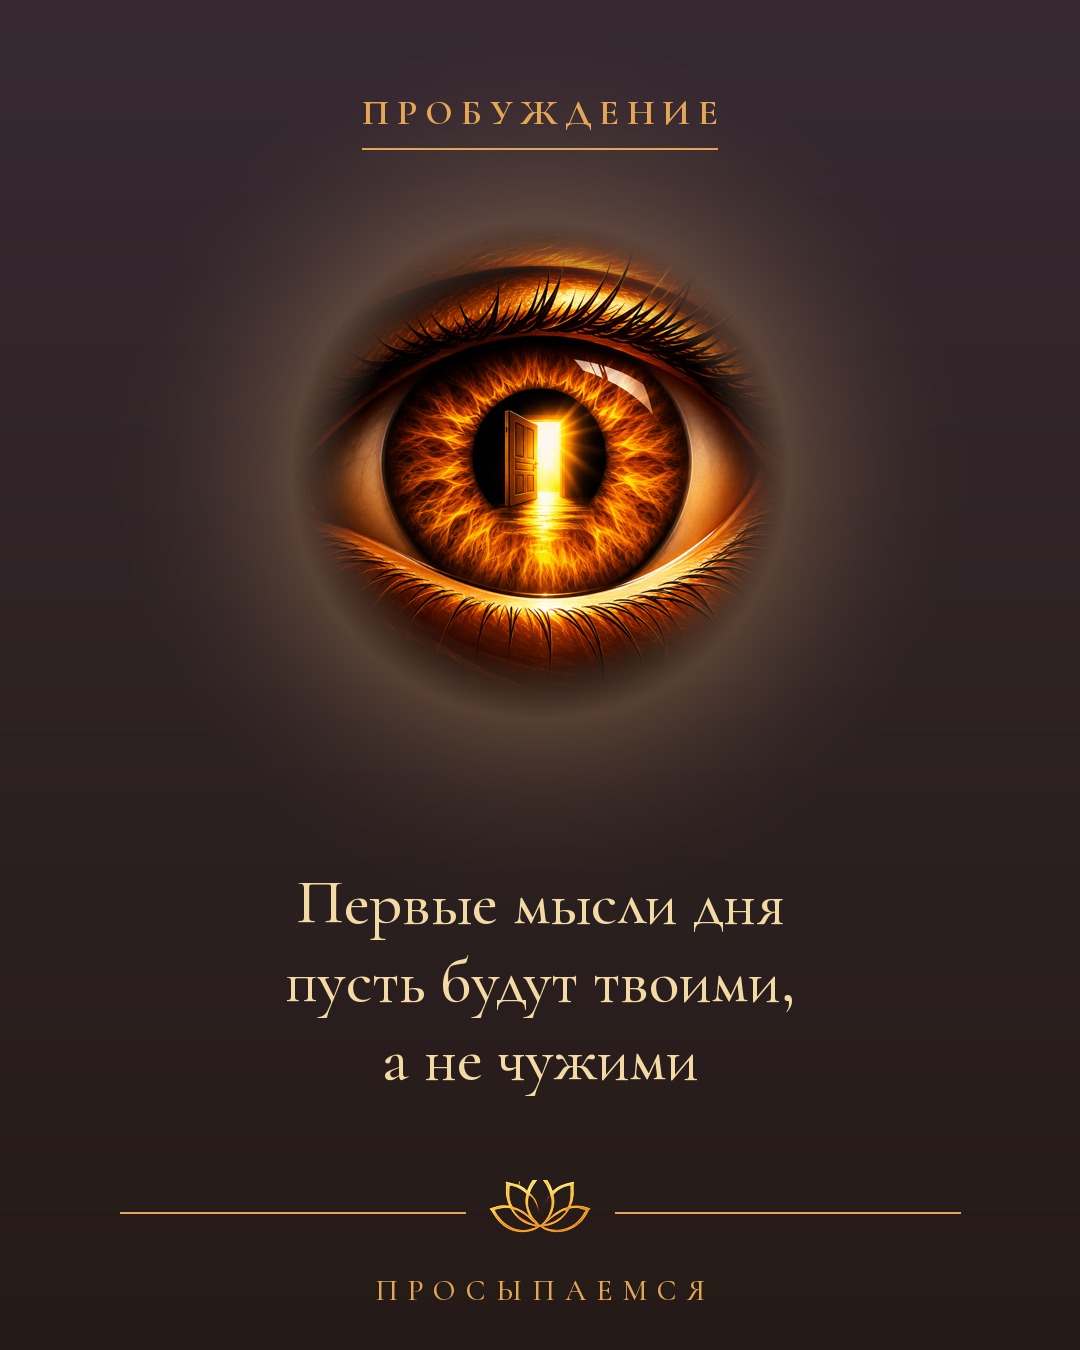 ПРОБУЖДЕНИЕ
Первые мысли дня
пусть будут твоими,
а не чужими
ПРОСЫПАЕМСЯ